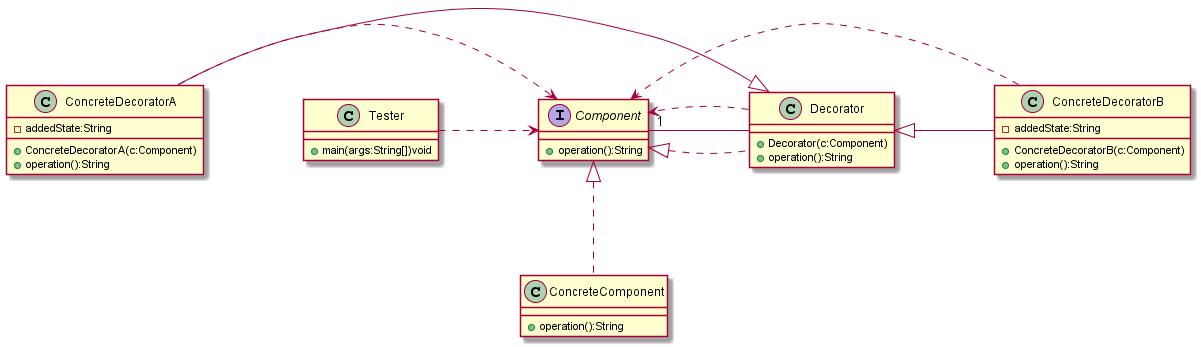 C ConcreteDecoratorA
addedState:String
ConcreteDecoratorA(c:Component)
operation():String
C Tester
main(args:String[])void
I Component
operation():String
1
C Decorator
Decorator(c:Component)
operation():String
C ConcreteDecoratorB
addedState:String
ConcreteDecoratorB(c:Component)
operation():String
C ConcreteComponent
operation():String